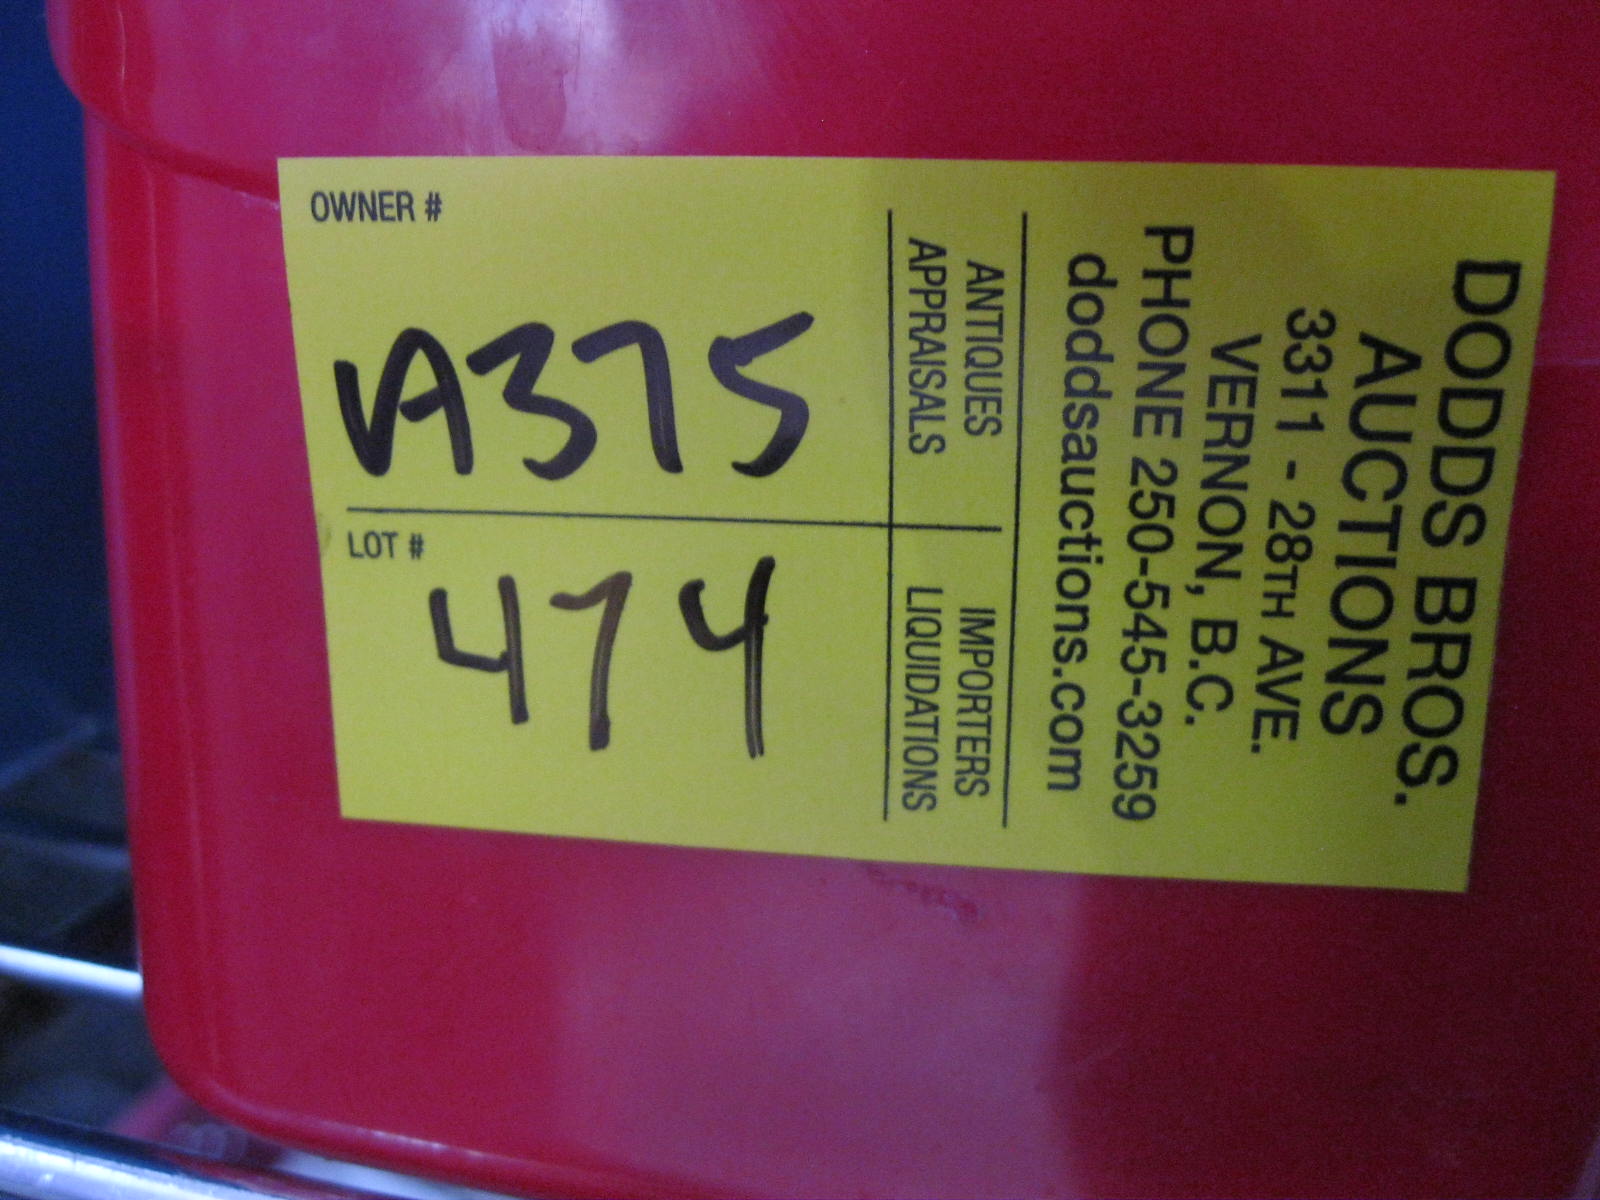 DODDS BROS.
AUCTIONS
3311 - 28TH AVE.
VERNON, B.C.
PHONE 250-545-3259
doddsauctions.com
ANTIQUES
APPRAISALS
IMPORTERS
LIQUIDATIONS
OWNER #
A375
LOT #
474